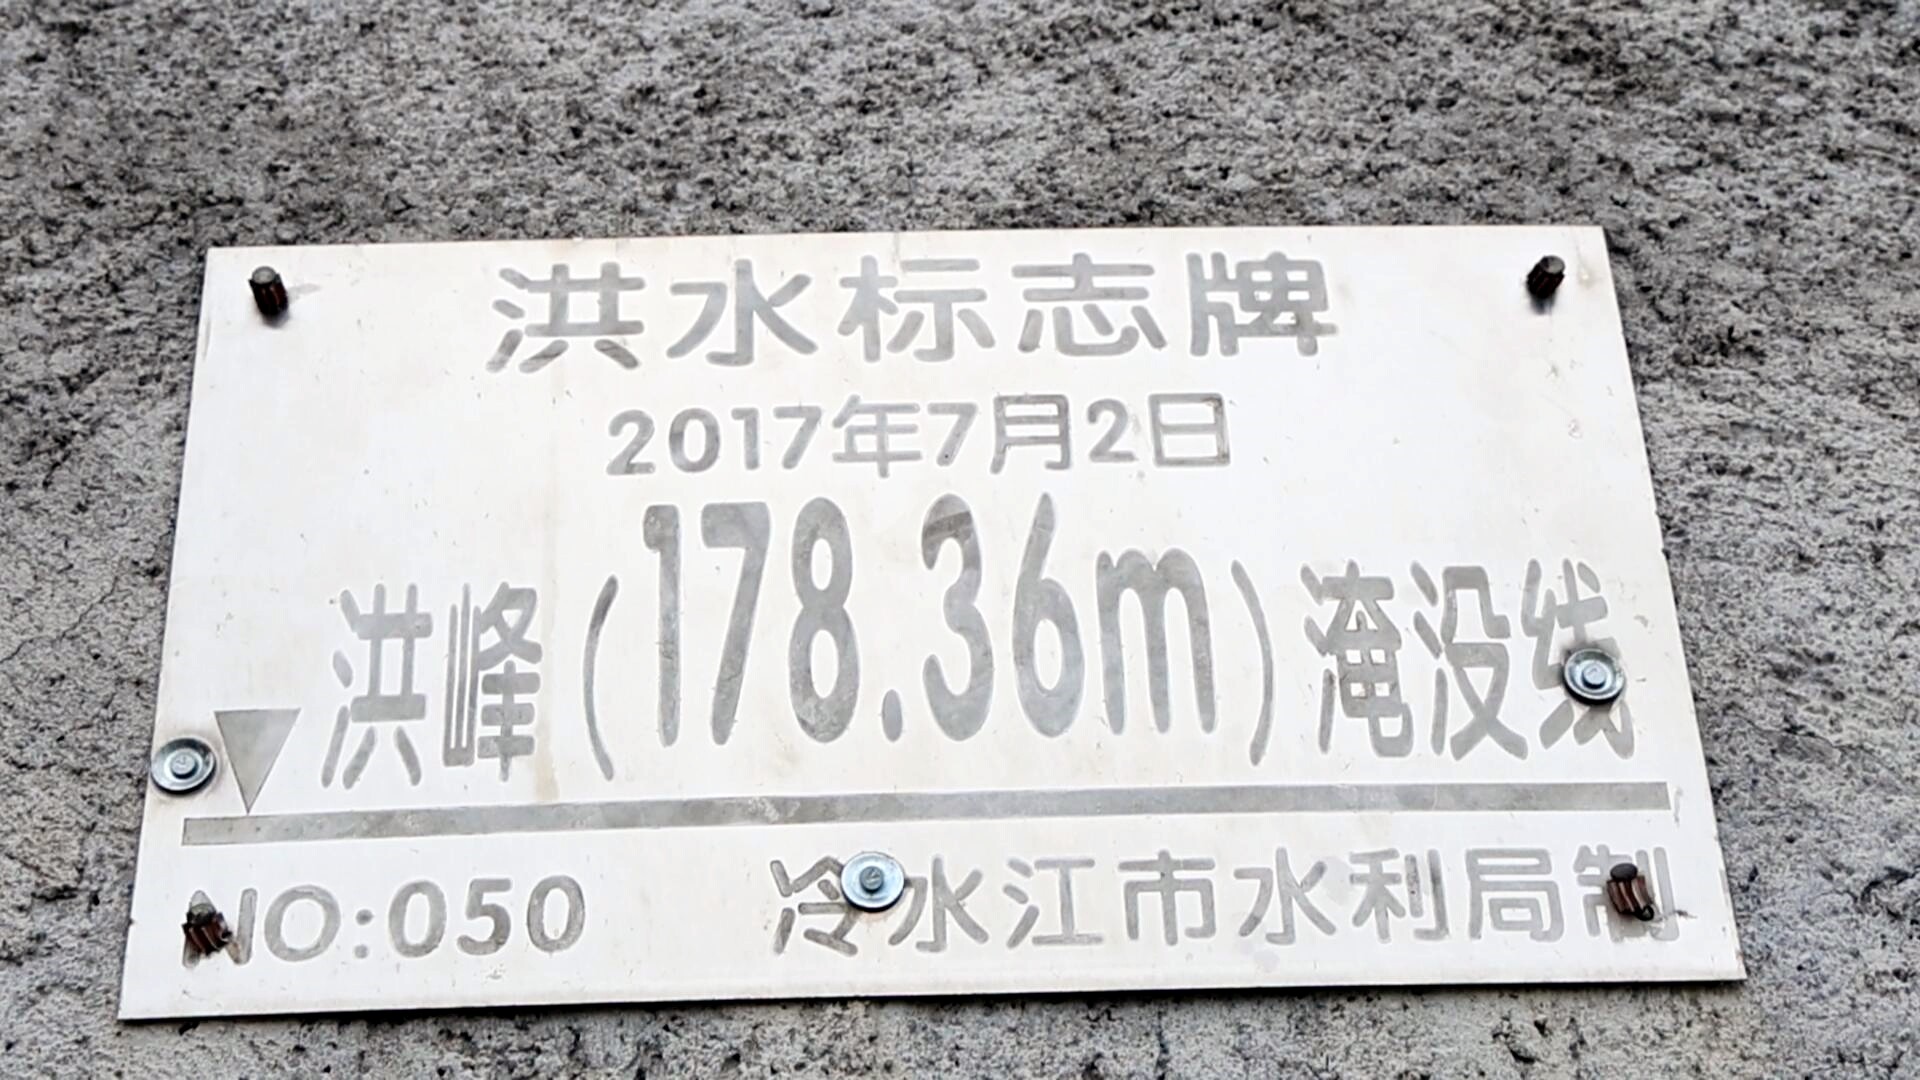 洪水标志牌
2017年7月2日
洪峰(178.36m)淹没线
NO:050
冷水江市水利局制